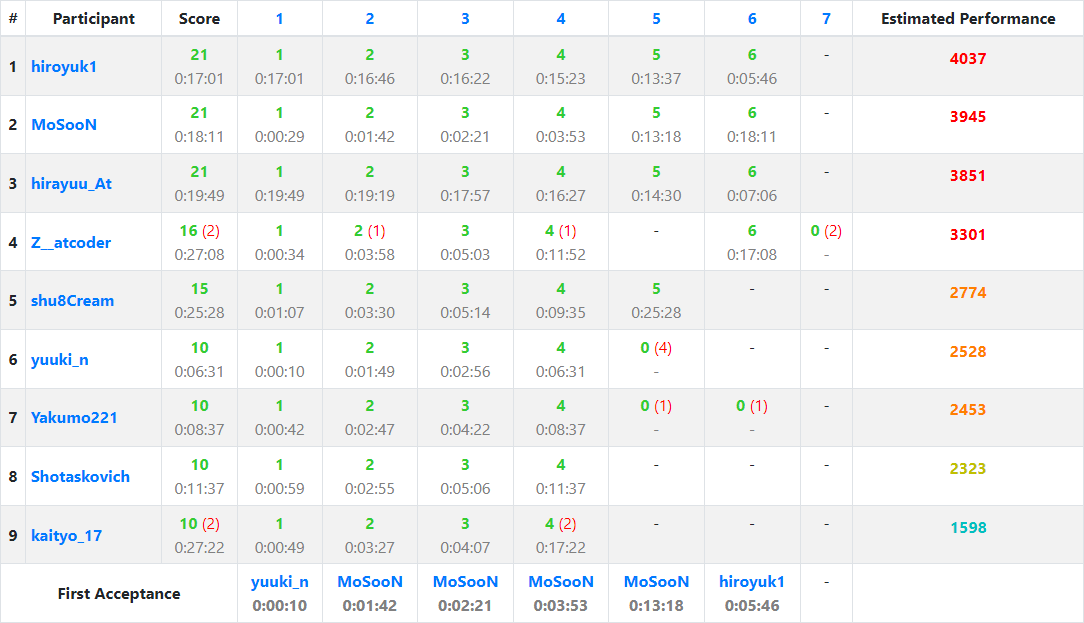 # Participant Score 1 2 3 4 5 6 7 Estimated Performance
1 hiroyuk1 21 1 2 3 4 5 6 - 4037
0:17:01 0:17:01 0:16:46 0:16:22 0:15:23 0:13:37 0:05:46
2 MoSooN 21 1 2 3 4 5 6 - 3945
0:18:11 0:00:29 0:01:42 0:02:21 0:03:53 0:13:18 0:18:11
3 hirayuu_At 21 1 2 3 4 5 6 - 3851
0:19:49 0:19:49 0:19:19 0:17:57 0:16:27 0:14:30 0:07:06
4 Z__atcoder 16 (2) 1 2 (1) 3 4 (1) - 6 0 (2) 3301
0:27:08 0:00:34 0:03:58 0:05:03 0:11:52 0:17:08 -
5 shu8Cream 15 1 2 3 4 5 - - 2774
0:25:28 0:01:07 0:03:30 0:05:14 0:09:35 0:25:28
6 yuuki_n 10 1 2 3 4 0 (4) - - 2528
0:06:31 0:00:10 0:01:49 0:02:56 0:06:31 -
7 Yakumo221 10 1 2 3 4 0 (1) 0 (1) - 2453
0:08:37 0:00:42 0:02:47 0:04:22 0:08:37 - -
8 Shotaskovich 10 1 2 3 4 - - - 2323
0:11:37 0:00:59 0:02:55 0:05:06 0:11:37
9 kaityo_17 10 (2) 1 2 3 4 (2) - - - 1598
0:27:22 0:00:49 0:03:27 0:04:07 0:17:22
First Acceptance yuuki_n MoSooN MoSooN MoSooN MoSooN hiroyuk1 -
0:00:10 0:01:42 0:02:21 0:03:53 0:13:18 0:05:46